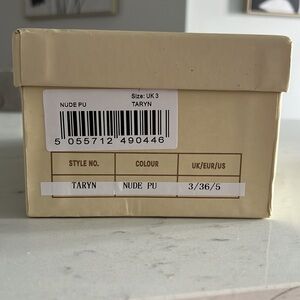 Size: UK 3
NUDE PU TARYN
5 055712 490446
STYLE NO. COLOUR UK/EUR/US
TARYN NUDE PU 3/36/5